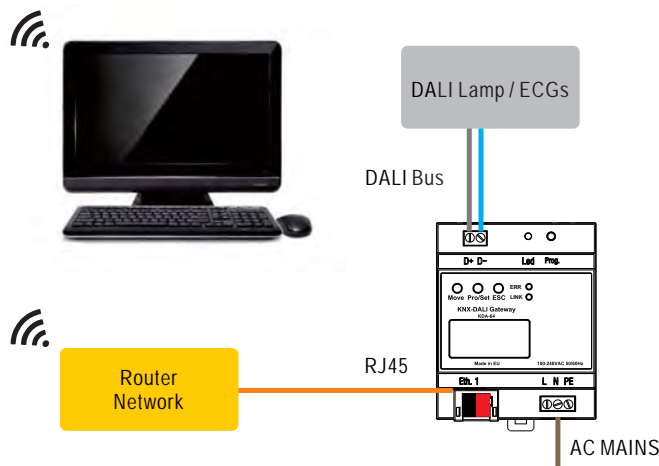 DALI Lamp / ECGs
DALI Bus
D+ D-
Led Prog.
Move Pro/Set ESC
ERR
LINK
KNX-DALI Gateway
KDA-64
Made in EU
100-240VAC 50/60Hz
Router
Network
RJ45
Eth. 1
L N PE
AC MAINS